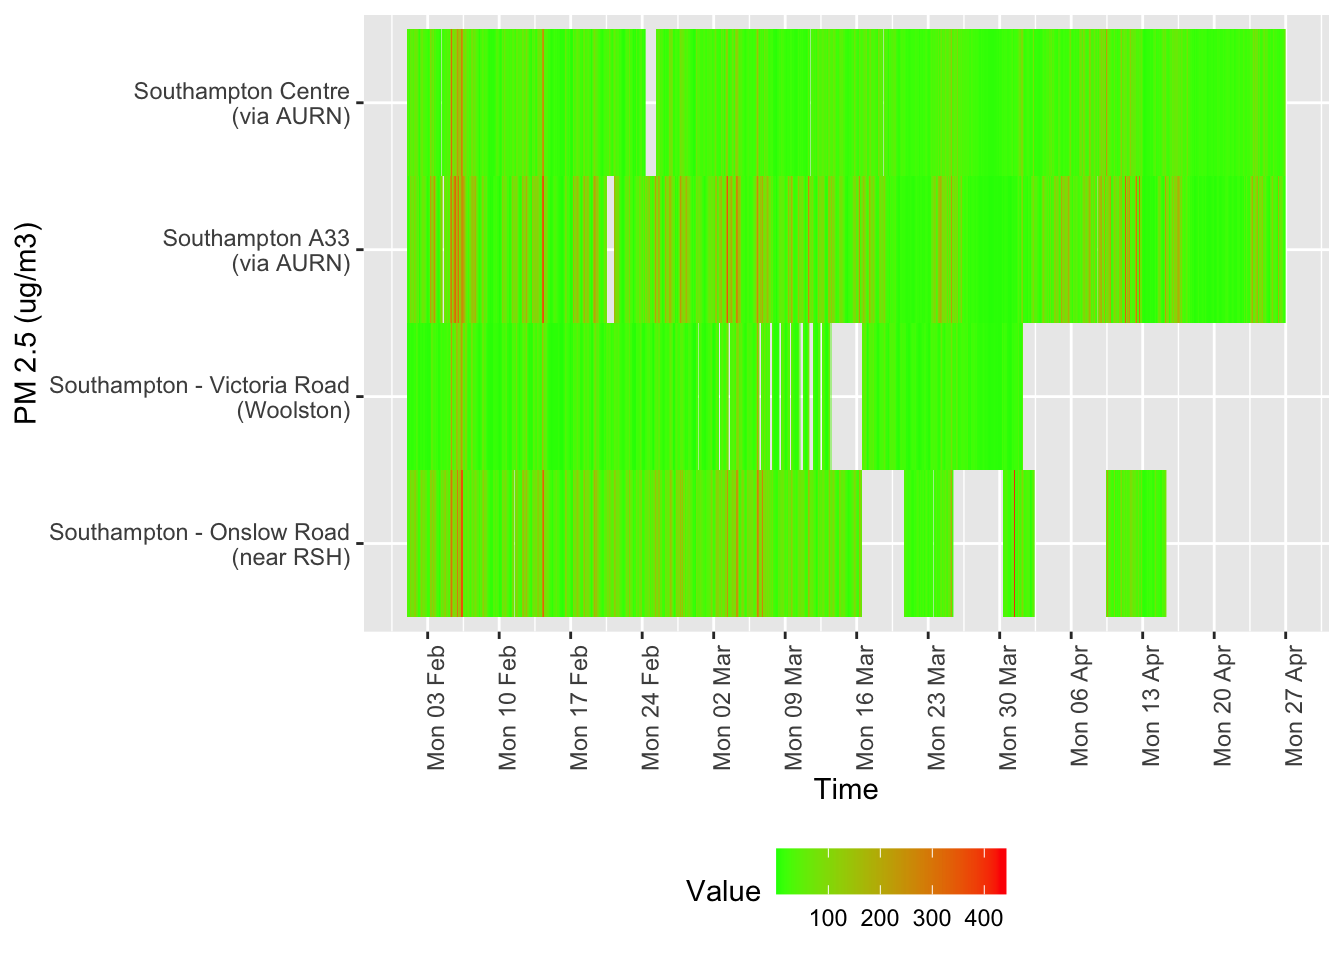 PM 2.5 (ug/m3)
Southampton Centre
(via AURN)
Southampton A33
(via AURN)
Southampton - Victoria Road
(Woolston)
Southampton - Onslow Road
(near RSH)
Mon 03 Feb
Mon 10 Feb
Mon 17 Feb
Mon 24 Feb
Mon 02 Mar
Mon 09 Mar
Mon 16 Mar
Mon 23 Mar
Mon 30 Mar
Mon 06 Apr
Mon 13 Apr
Mon 20 Apr
Mon 27 Apr
Time
Value
100 200 300 400